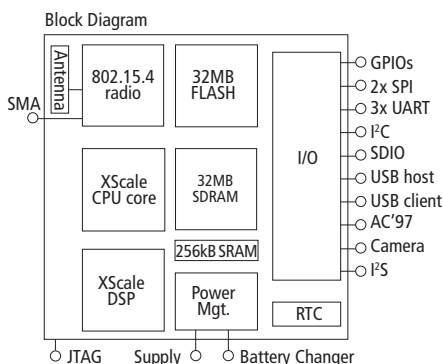 Block Diagram
Antenna
802.15.4
radio
32MB
FLASH
SMA
XScale
CPU core
32MB
SDRAM
I/O
256kB SRAM
XScale
DSP
Power
Mgt.
RTC
GPIOs
2x SPI
3x UART
I²C
SDIO
USB host
USB client
AC'97
Camera
I²S
JTAG
Supply
Battery Changer